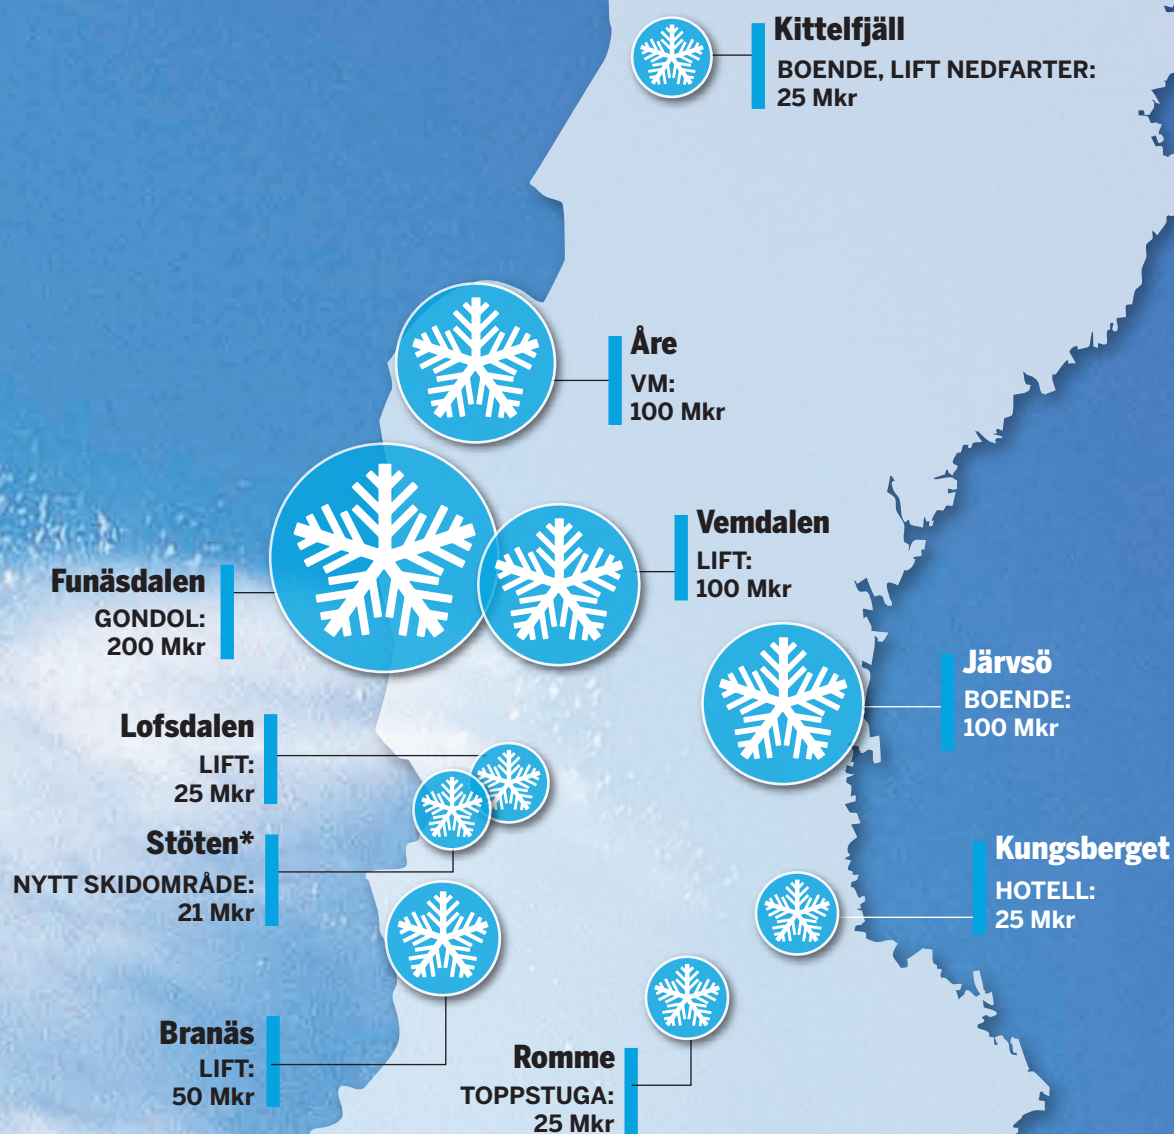 Kittelfjäll
BOENDE, LIFT NEDFARTER:
25 Mkr
Åre
VM:
100 Mkr
Vemdalen
LIFT:
100 Mkr
Funäsdalen
GONDOL:
200 Mkr
Järvsö
BOENDE:
100 Mkr
Lofsdalen
LIFT:
25 Mkr
Stöten*
NYTT SKIDOMRÅDE:
21 Mkr
Kungsberget
HOTELL:
25 Mkr
Branäs
LIFT:
50 Mkr
Romme
TOPPSTUGA:
25 Mkr